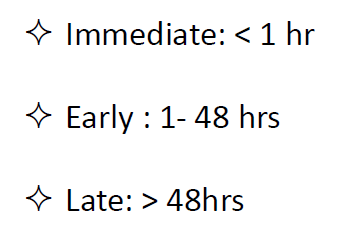 ✧ Immediate: < 1 hr
✧ Early : 1- 48 hrs
✧ Late: > 48hrs